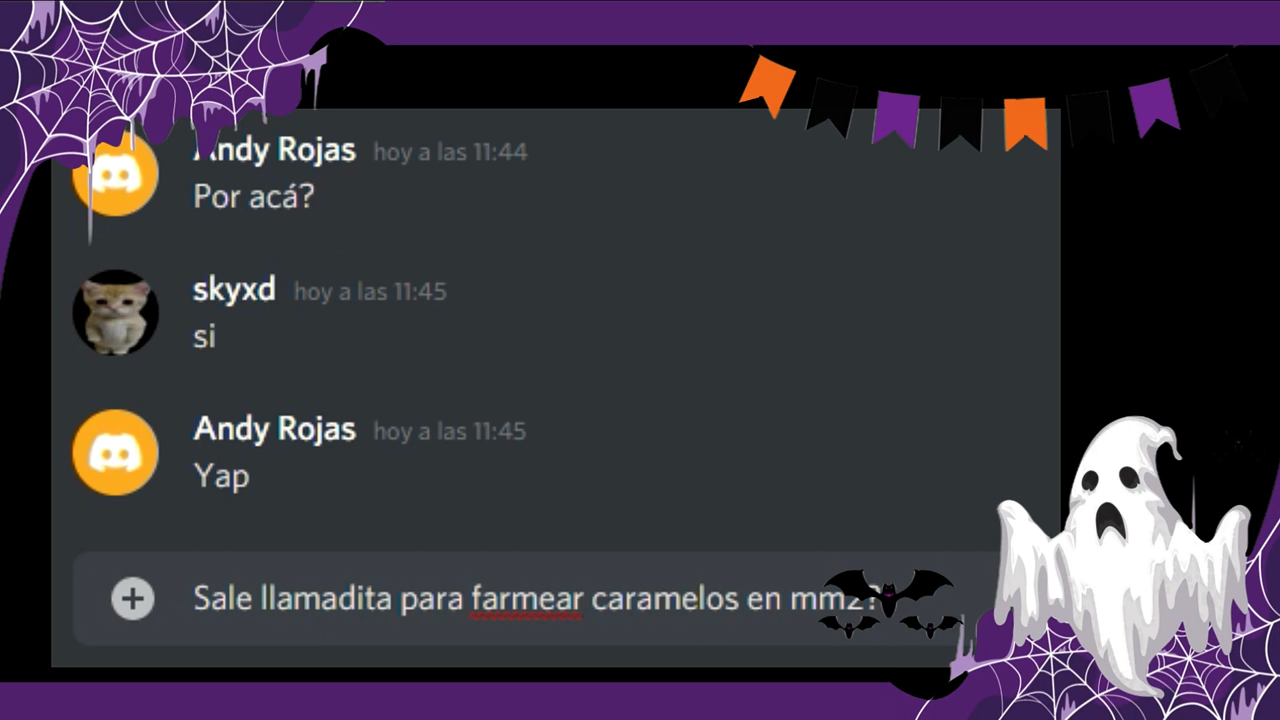 Andy Rojas hoy a las 11:44
Por acá?
skyxd hoy a las 11:45
si
Andy Rojas hoy a las 11:45
Yap
Sale llamadita para farmear caramelos en mm2?